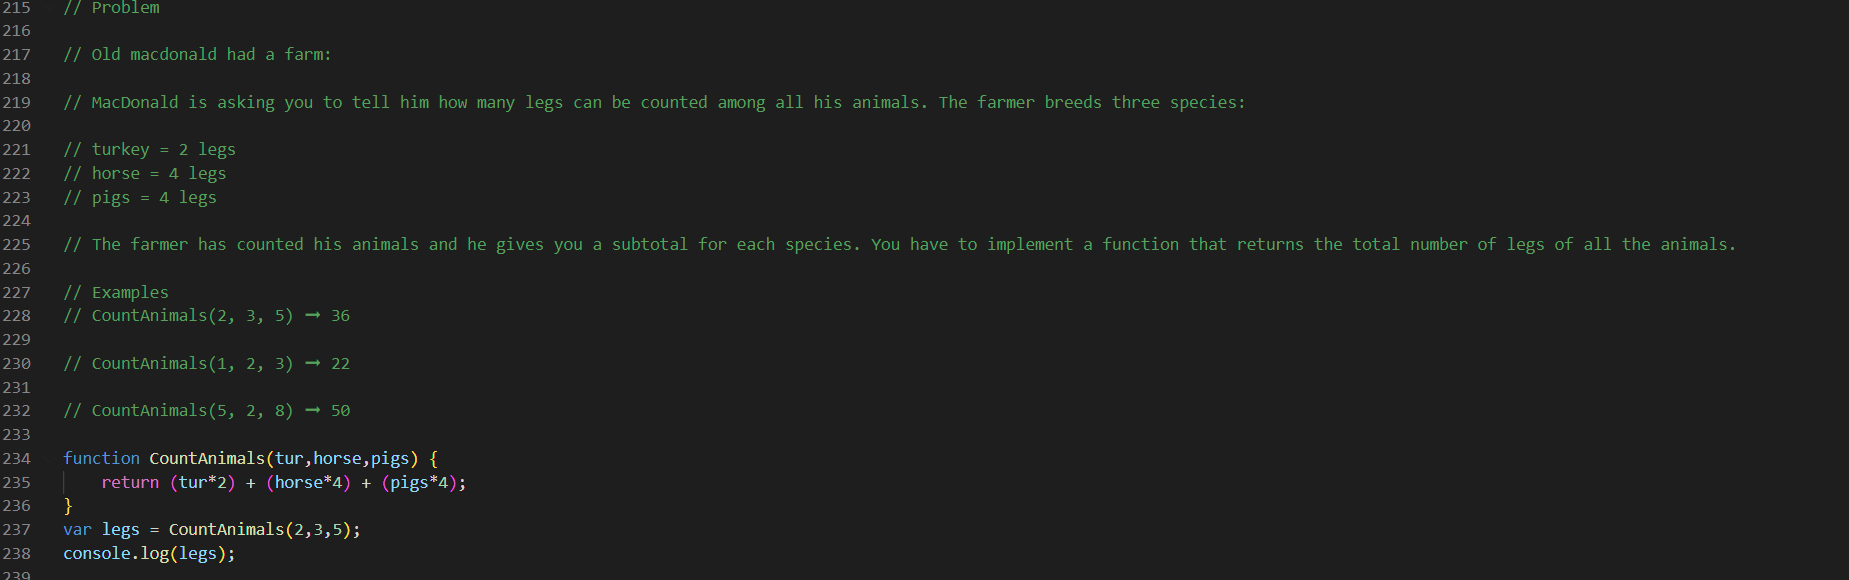 215 // Problem
216
217 // Old macdonald had a farm:
218
219 // MacDonald is asking you to tell him how many legs can be counted among all his animals. The farmer breeds three species:
220
221 // turkey = 2 legs
222 // horse = 4 legs
223 // pigs = 4 legs
224
225 // The farmer has counted his animals and he gives you a subtotal for each species. You have to implement a function that returns the total number of legs of all the animals.
226
227 // Examples
228 // CountAnimals(2, 3, 5) ➞ 36
229
230 // CountAnimals(1, 2, 3) ➞ 22
231
232 // CountAnimals(5, 2, 8) ➞ 50
233
234 function CountAnimals(tur,horse,pigs) {
235     return (tur*2) + (horse*4) + (pigs*4);
236 }
237 var legs = CountAnimals(2,3,5);
238 console.log(legs);
239